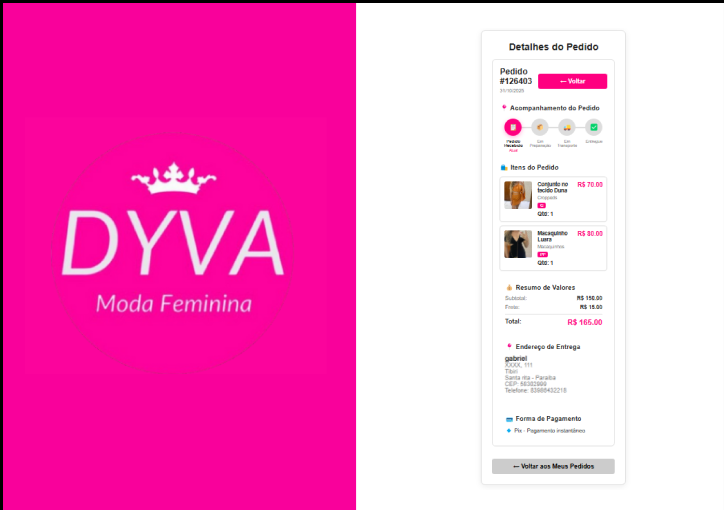 DYVA
Moda Feminina
Detalhes do Pedido
Pedido
#126403
← Voltar
31/10/2025
Acompanhamento do Pedido
Pedido
Recebido
Atual
Em
Preparação
Em
Transporte
Entregue
Itens do Pedido
Conjunto no
tecido Duna
R$ 70.00
Croppeds
Qtd: 1
Macaquinho
Luara
R$ 80.00
Macaquinhos
Qtd: 1
Resumo de Valores
Subtotal: R$ 150.00
Frete: R$ 15.00
Total: R$ 165.00
Endereço de Entrega
gabriel
XXXX, 111
Tibiri
Santa rita - Paraíba
CEP: 58302999
Telefone: 83986432218
Forma de Pagamento
Pix - Pagamento instantâneo
← Voltar aos Meus Pedidos